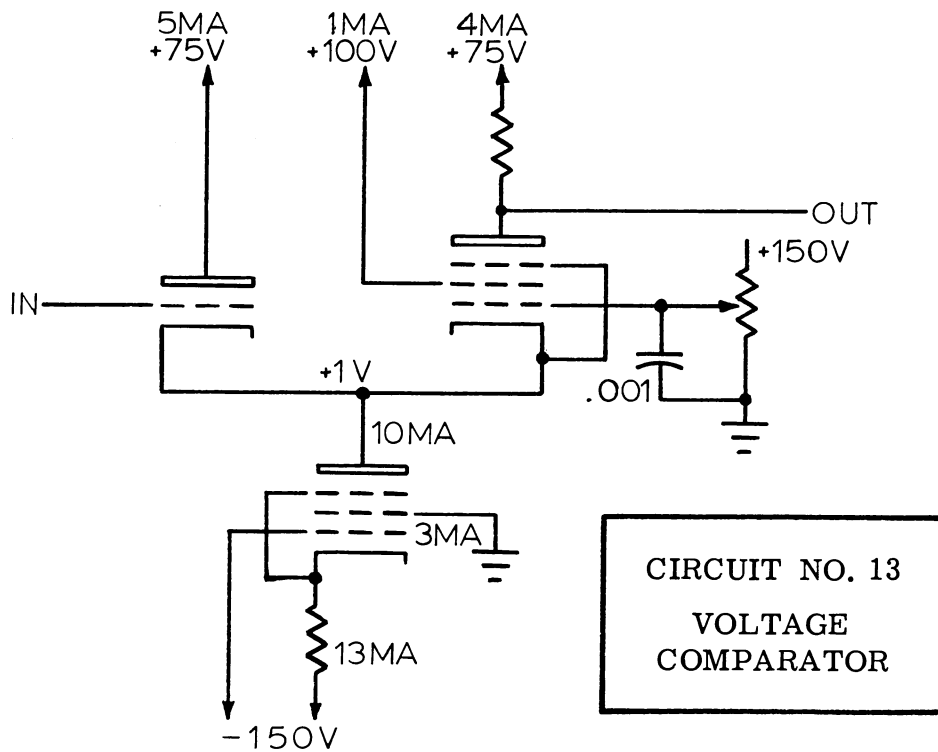 5MA
+75V
1MA
+100V
4MA
+75V
OUT
+150V
IN
+1V
.001
10MA
3MA
13MA
-150V
CIRCUIT NO. 13
VOLTAGE
COMPARATOR